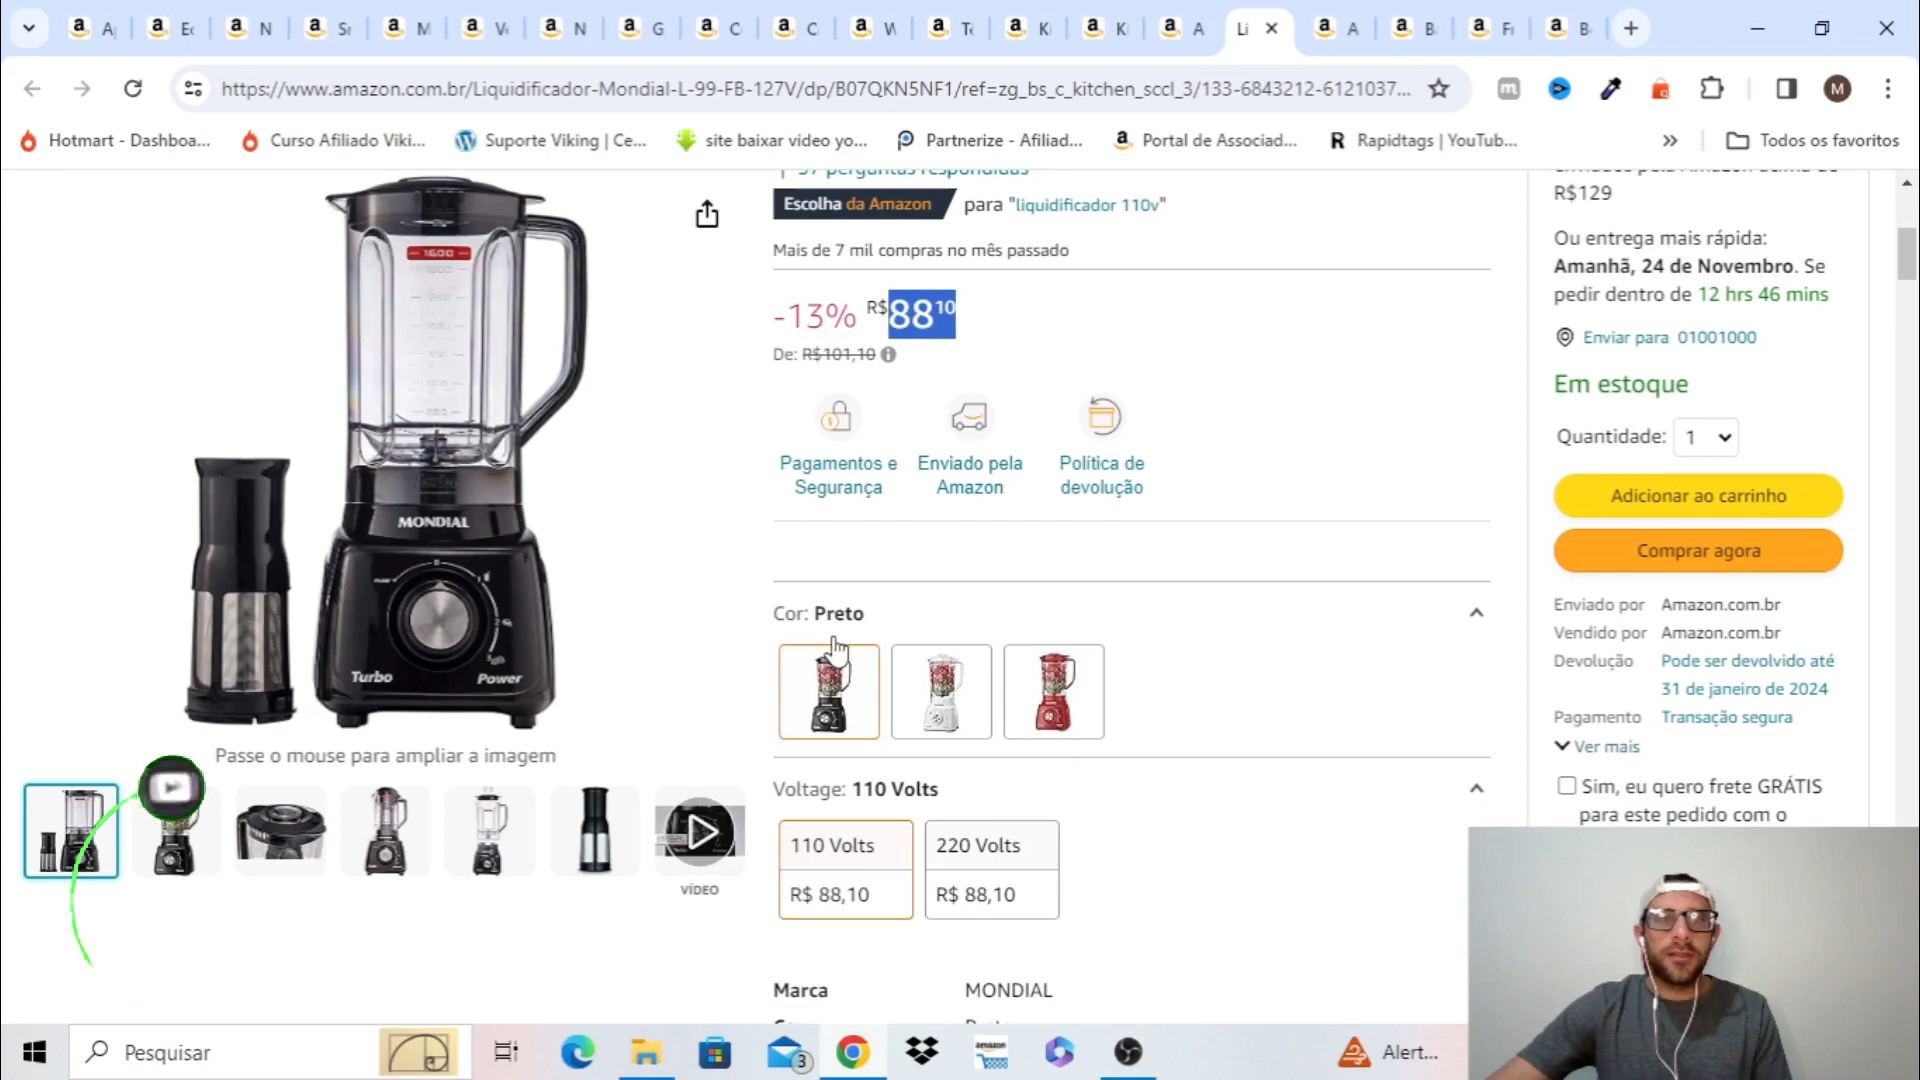 https://www.amazon.com.br/Liquidificador-Mondial-L-99-FB-127V/dp/B07QKN5NF1/ref=zg_bs_c_kitchen_sccl_3/133-6843212-6121037...
Hotmart - Dashboa...
Curso Afiliado Viki...
Suporte Viking | Ce...
site baixar video yo...
Partnerize - Afiliad...
Portal de Associad...
Rapidtags | YouTub...
Todos os favoritos
R$129
Escolha da Amazon para "liquidificador 110v"
Mais de 7 mil compras no mês passado
-13% R$88¹⁰
De: R$101,10
Pagamentos e Segurança
Enviado pela Amazon
Política de devolução
Cor: Preto
Voltage: 110 Volts
110 Volts
R$ 88,10
220 Volts
R$ 88,10
Marca MONDIAL
1600
MONDIAL
Turbo
Power
Passe o mouse para ampliar a imagem
VÍDEO
Ou entrega mais rápida:
Amanhã, 24 de Novembro. Se
pedir dentro de 12 hrs 46 mins
Enviar para 01001000
Em estoque
Quantidade: 1
Adicionar ao carrinho
Comprar agora
Enviado por Amazon.com.br
Vendido por Amazon.com.br
Devolução Pode ser devolvido até
31 de janeiro de 2024
Pagamento Transação segura
Ver mais
Sim, eu quero frete GRÁTIS
para este pedido com o
Pesquisar
3
Alert...